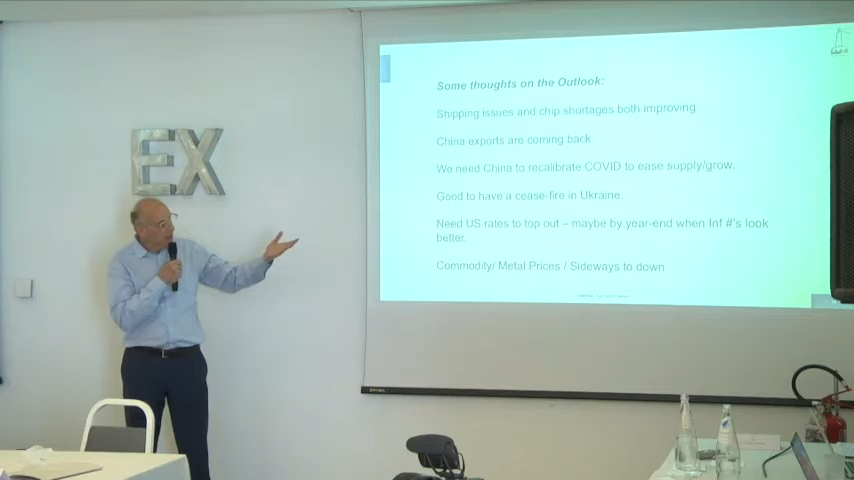 EX
Some thoughts on the Outlook:
Shipping issues and chip shortages both improving.
China exports are coming back.
We need China to recalibrate COVID to ease supply/grow.
Good to have a cease-fire in Ukraine.
Need US rates to top out – maybe by year-end when Inf #'s look
better.
Commodity/ Metal Prices / Sideways to down